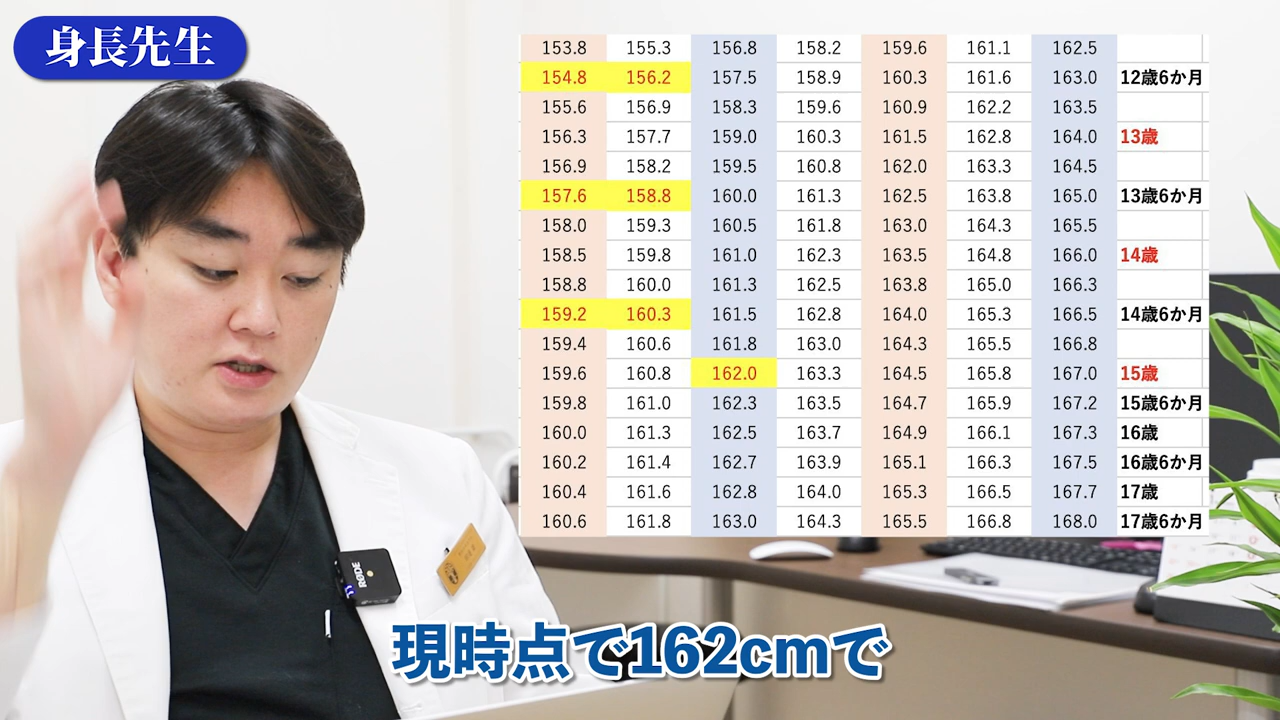 身長先生
153.8 155.3 156.8 158.2 159.6 161.1 162.5
154.8 156.2 157.5 158.9 160.3 161.6 163.0 12歳6か月
155.6 156.9 158.3 159.6 160.9 162.2 163.5
156.3 157.7 159.0 160.3 161.5 162.8 164.0 13歳
156.9 158.2 159.5 160.8 162.0 163.3 164.5
157.6 158.8 160.0 161.3 162.5 163.8 165.0 13歳6か月
158.0 159.3 160.5 161.8 163.0 164.3 165.5
158.5 159.8 161.0 162.3 163.5 164.8 166.0 14歳
158.8 160.0 161.3 162.5 163.8 165.0 166.3
159.2 160.3 161.5 162.8 164.0 165.3 166.5 14歳6か月
159.4 160.6 161.8 163.0 164.3 165.5 166.8
159.6 160.8 162.0 163.3 164.5 165.8 167.0 15歳
159.8 161.0 162.3 163.5 164.7 165.9 167.2 15歳6か月
160.0 161.3 162.5 163.7 164.9 166.1 167.3 16歳
160.2 161.4 162.7 163.9 165.1 166.3 167.5 16歳6か月
160.4 161.6 162.8 164.0 165.3 166.5 167.7 17歳
160.6 161.8 163.0 164.3 165.5 166.8 168.0 17歳6か月
RØDE
現時点で162cmで